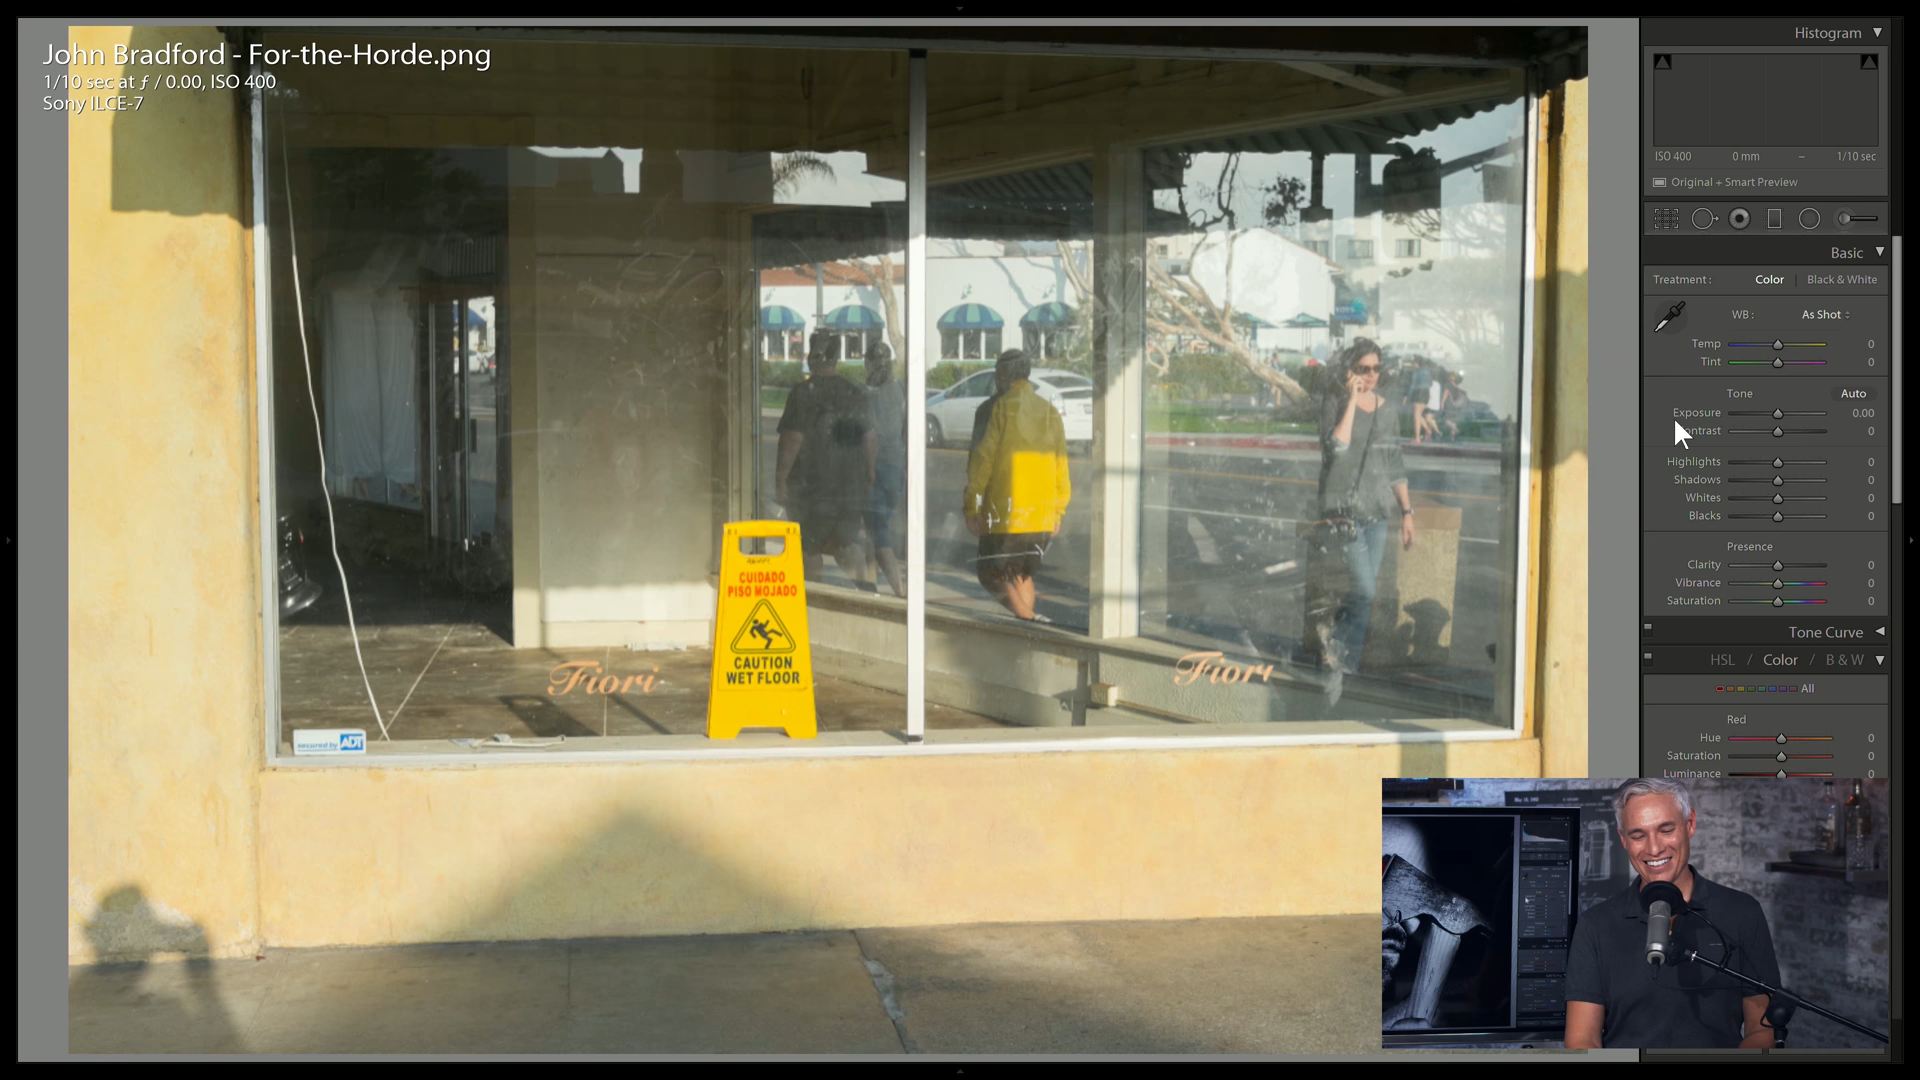 John Bradford - For-the-Horde.png
1/10 sec at ƒ / 0.00, ISO 400
Sony ILCE-7
CUIDADO
PISO MOJADO
CAUTION
WET FLOOR
Fiori
Fiori
secured by ADT
Histogram
ISO 400 0 mm – 1/10 sec
Original + Smart Preview
Basic
Treatment : Color Black & White
WB : As Shot
Temp 0
Tint 0
Tone Auto
Exposure 0.00
ontrast 0
Highlights 0
Shadows 0
Whites 0
Blacks 0
Presence
Clarity 0
Vibrance 0
Saturation 0
Tone Curve
HSL / Color / B & W
All
Red
Hue 0
Saturation 0
Luminance 0